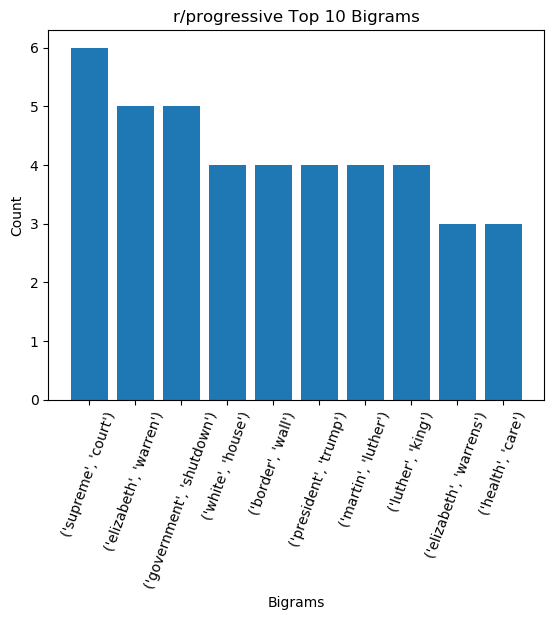 r/progressive Top 10 Bigrams
Count
6
5
4
3
2
1
0
('supreme', 'court')
('elizabeth', 'warren')
('government', 'shutdown')
('white', 'house')
('border', 'wall')
('president', 'trump')
('martin', 'luther')
('luther', 'king')
('elizabeth', 'warrens')
('health', 'care')
Bigrams